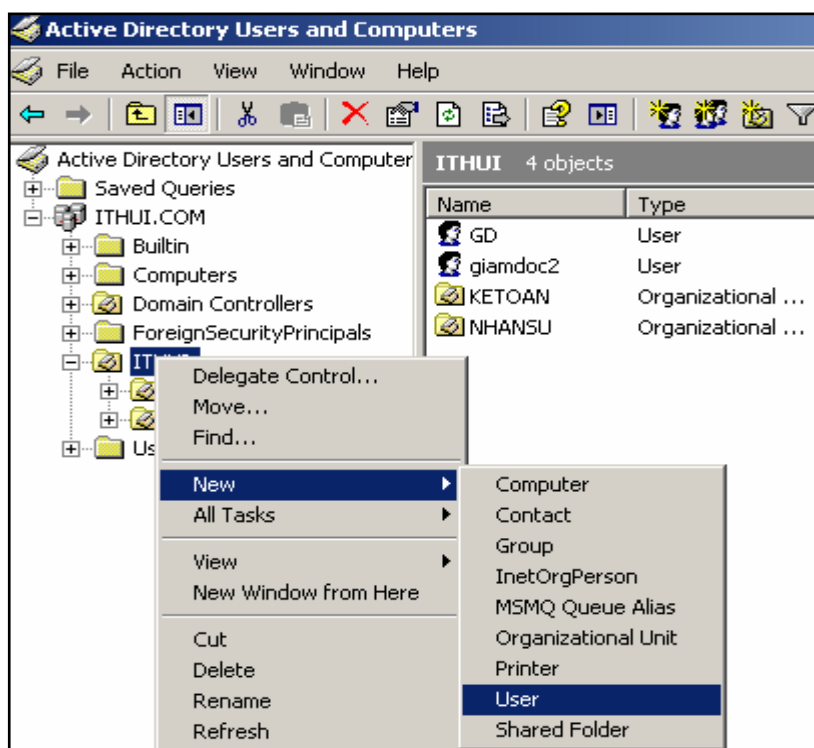 Active Directory Users and Computers
File Action View Window Help
Active Directory Users and Computer
Saved Queries
ITHUI.COM
Builtin
Computers
Domain Controllers
ForeignSecurityPrincipals
ITHUI
Us
ITHUI 4 objects
Name Type
GD User
giamdoc2 User
KETOAN Organizational ...
NHANSU Organizational ...
Delegate Control...
Move...
Find...
New
All Tasks
View
New Window from Here
Cut
Delete
Rename
Refresh
Computer
Contact
Group
InetOrgPerson
MSMQ Queue Alias
Organizational Unit
Printer
User
Shared Folder